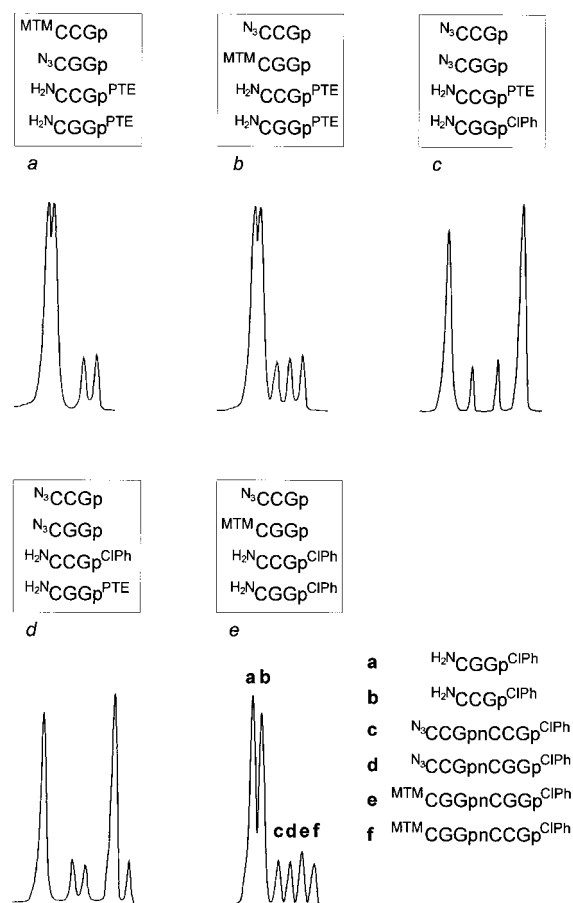 MTMCCGp
N3CGGp
H2NCCGpPTE
H2NCGGpPTE
a
N3CCGp
MTMCGGp
H2NCCGpPTE
H2NCGGpPTE
b
N3CCGp
N3CGGp
H2NCCGpPTE
H2NCGGpClPh
c
N3CCGp
N3CGGp
H2NCCGpClPh
H2NCGGpPTE
d
N3CCGp
MTMCGGp
H2NCCGpClPh
H2NCGGpClPh
e
a b
c d e f
a H2NCGGpClPh
b H2NCCGpClPh
c N3CCGpnCCGpClPh
d N3CCGpnCGGpClPh
e MTMCGGpnCGGpClPh
f MTMCGGpnCCGpClPh